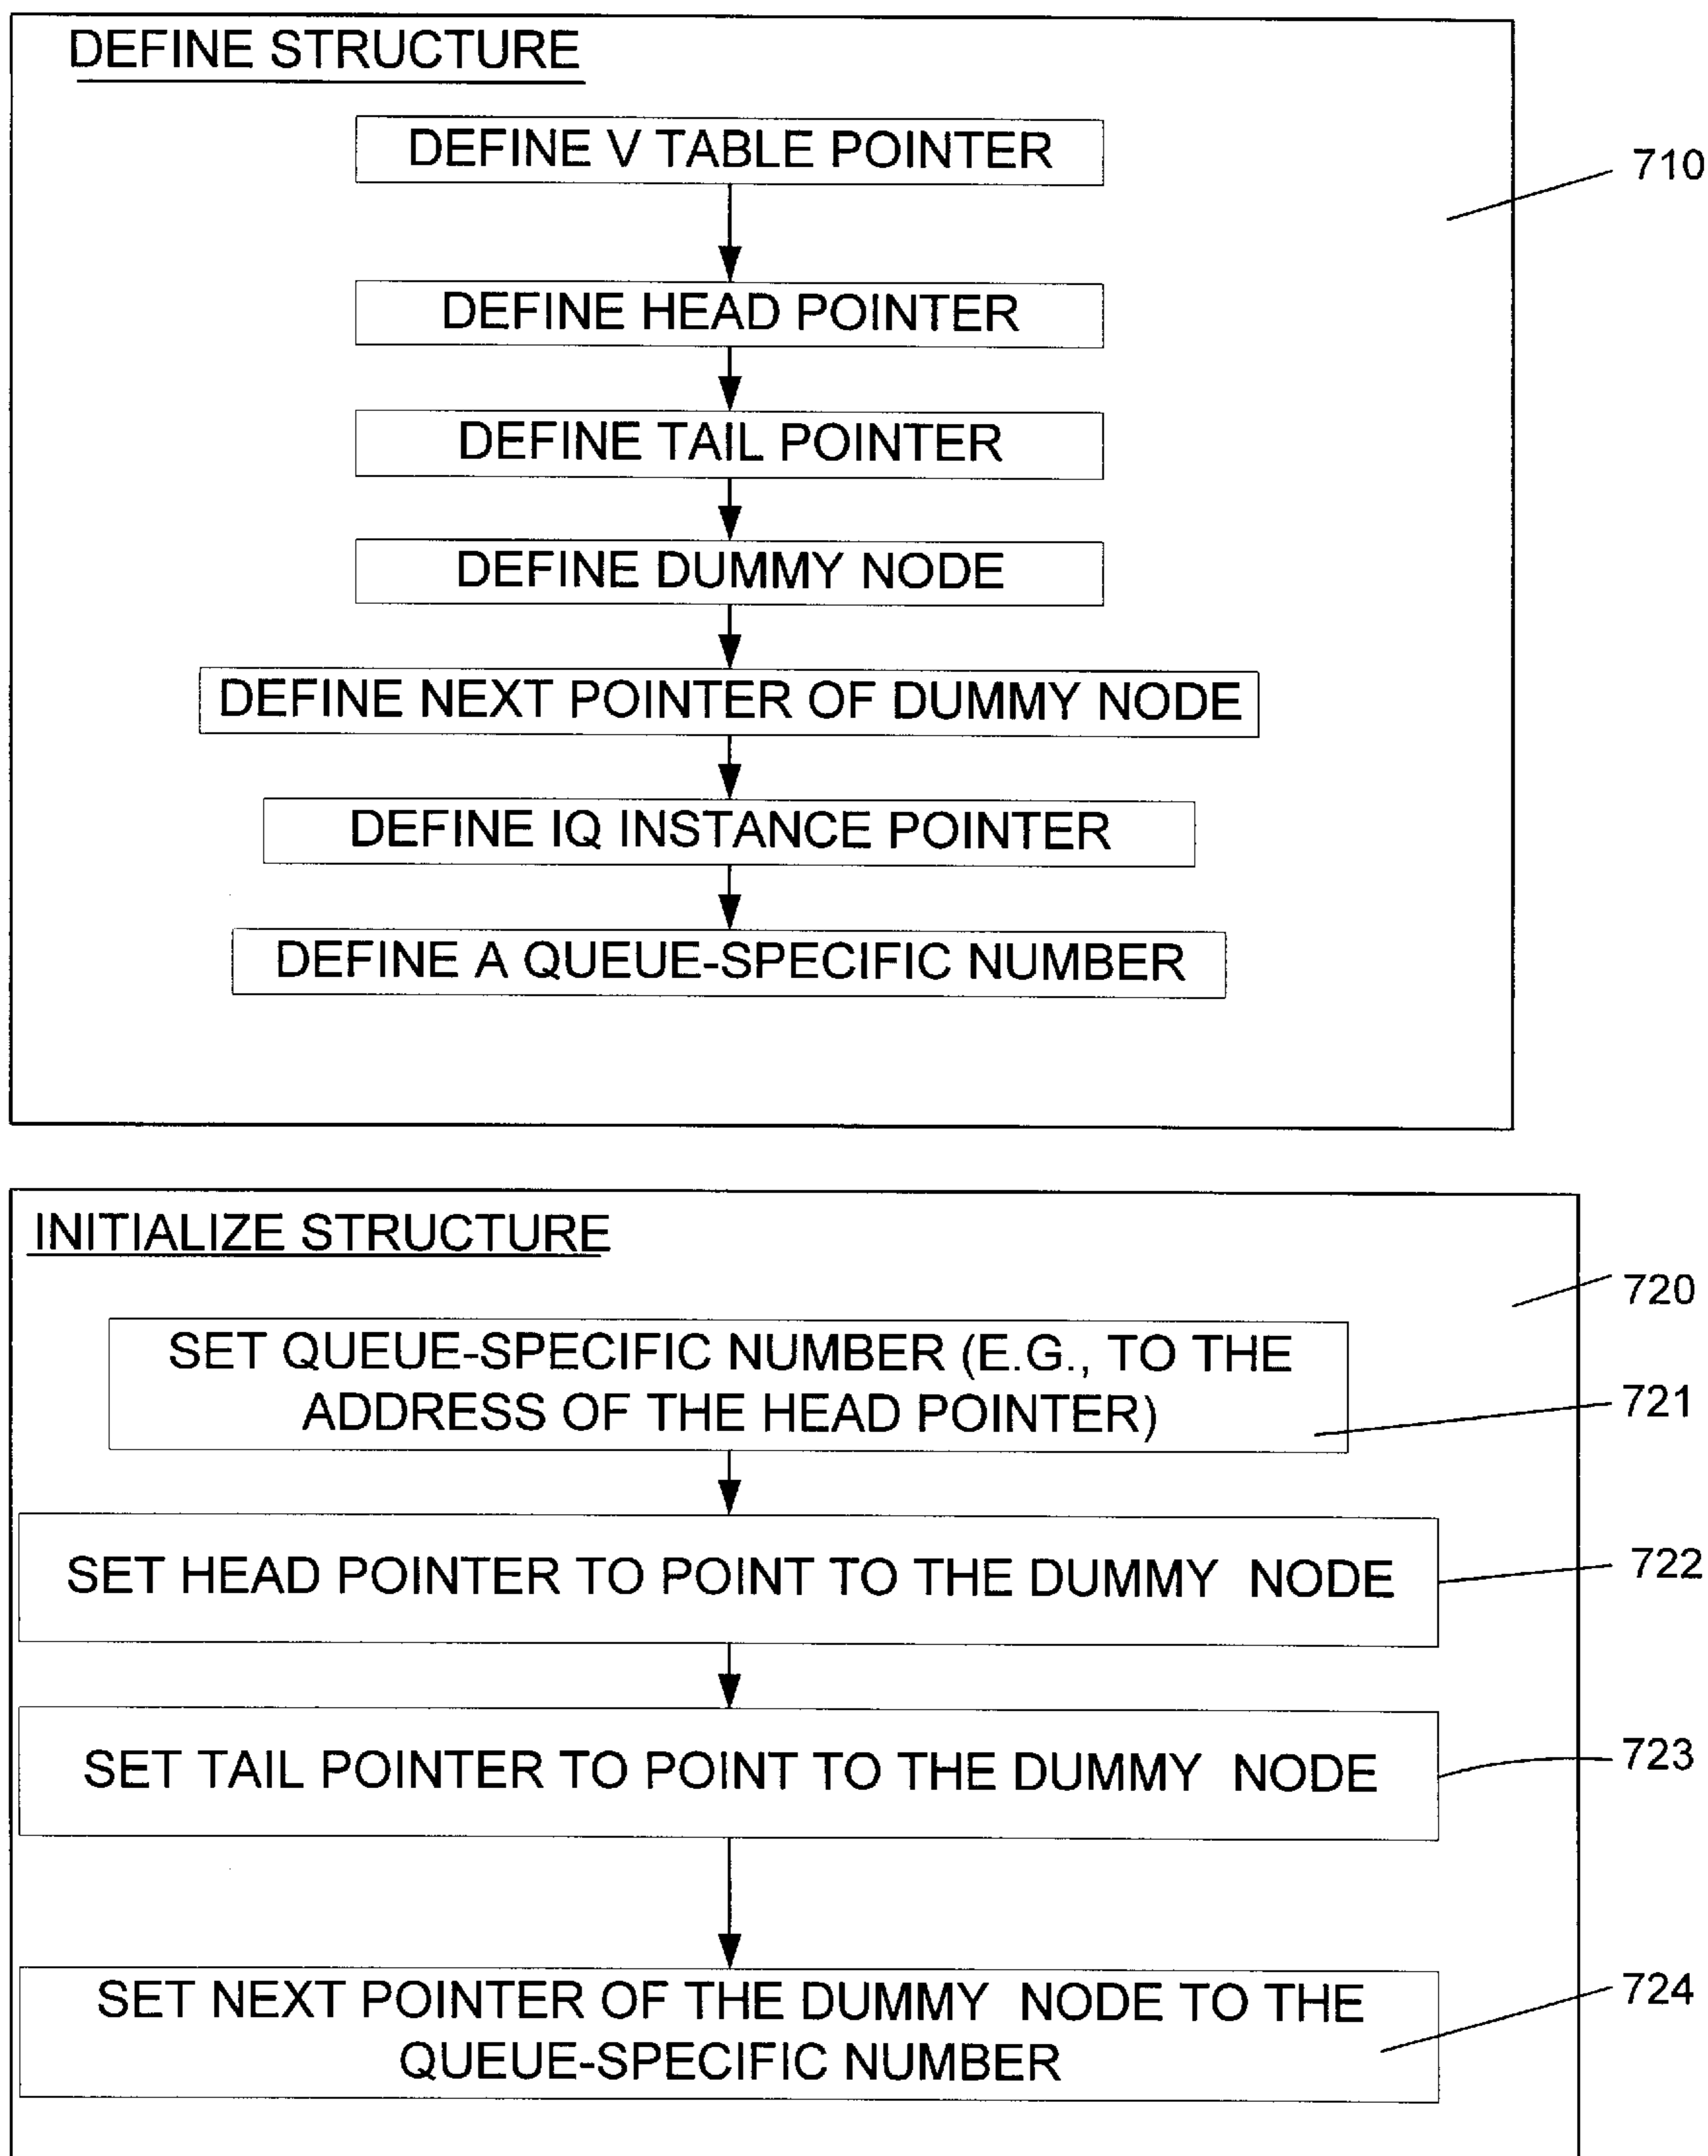 DEFINE STRUCTURE
DEFINE V TABLE POINTER
710
DEFINE HEAD POINTER
DEFINE TAIL POINTER
DEFINE DUMMY NODE
DEFINE NEXT POINTER OF DUMMY NODE
DEFINE IQ INSTANCE POINTER
DEFINE A QUEUE-SPECIFIC NUMBER
INITIALIZE STRUCTURE
720
SET QUEUE-SPECIFIC NUMBER (E.G., TO THE
ADDRESS OF THE HEAD POINTER)
721
SET HEAD POINTER TO POINT TO THE DUMMY NODE
722
SET TAIL POINTER TO POINT TO THE DUMMY NODE
723
SET NEXT POINTER OF THE DUMMY NODE TO THE
QUEUE-SPECIFIC NUMBER
724